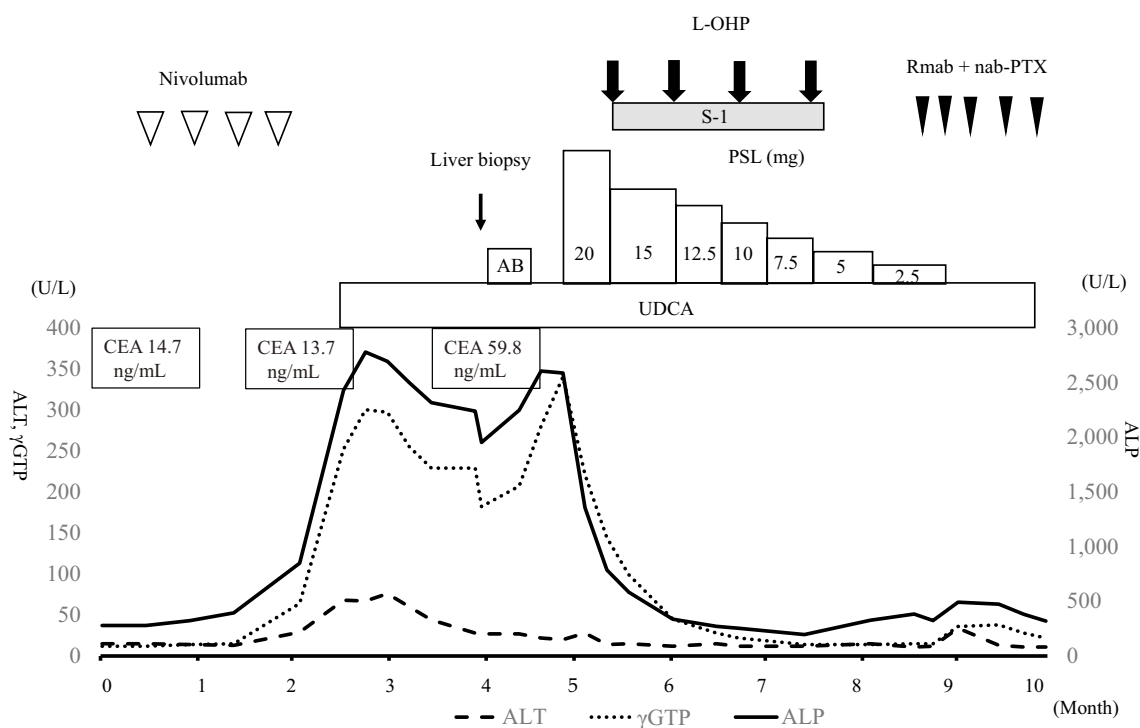 L-OHP
Nivolumab
Rmab + nab-PTX
S-1
Liver biopsy
PSL (mg)
AB
20
15
12.5
10
7.5
5
2.5
(U/L)
(U/L)
UDCA
400
3,000
CEA 14.7
ng/mL
CEA 13.7
ng/mL
CEA 59.8
ng/mL
350
2,500
300
2,000
250
200
1,500
150
1,000
100
500
50
0
0
ALT, γGTP
ALP
0 1 2 3 4 5 6 7 8 9 10
(Month)
ALT γGTP ALP